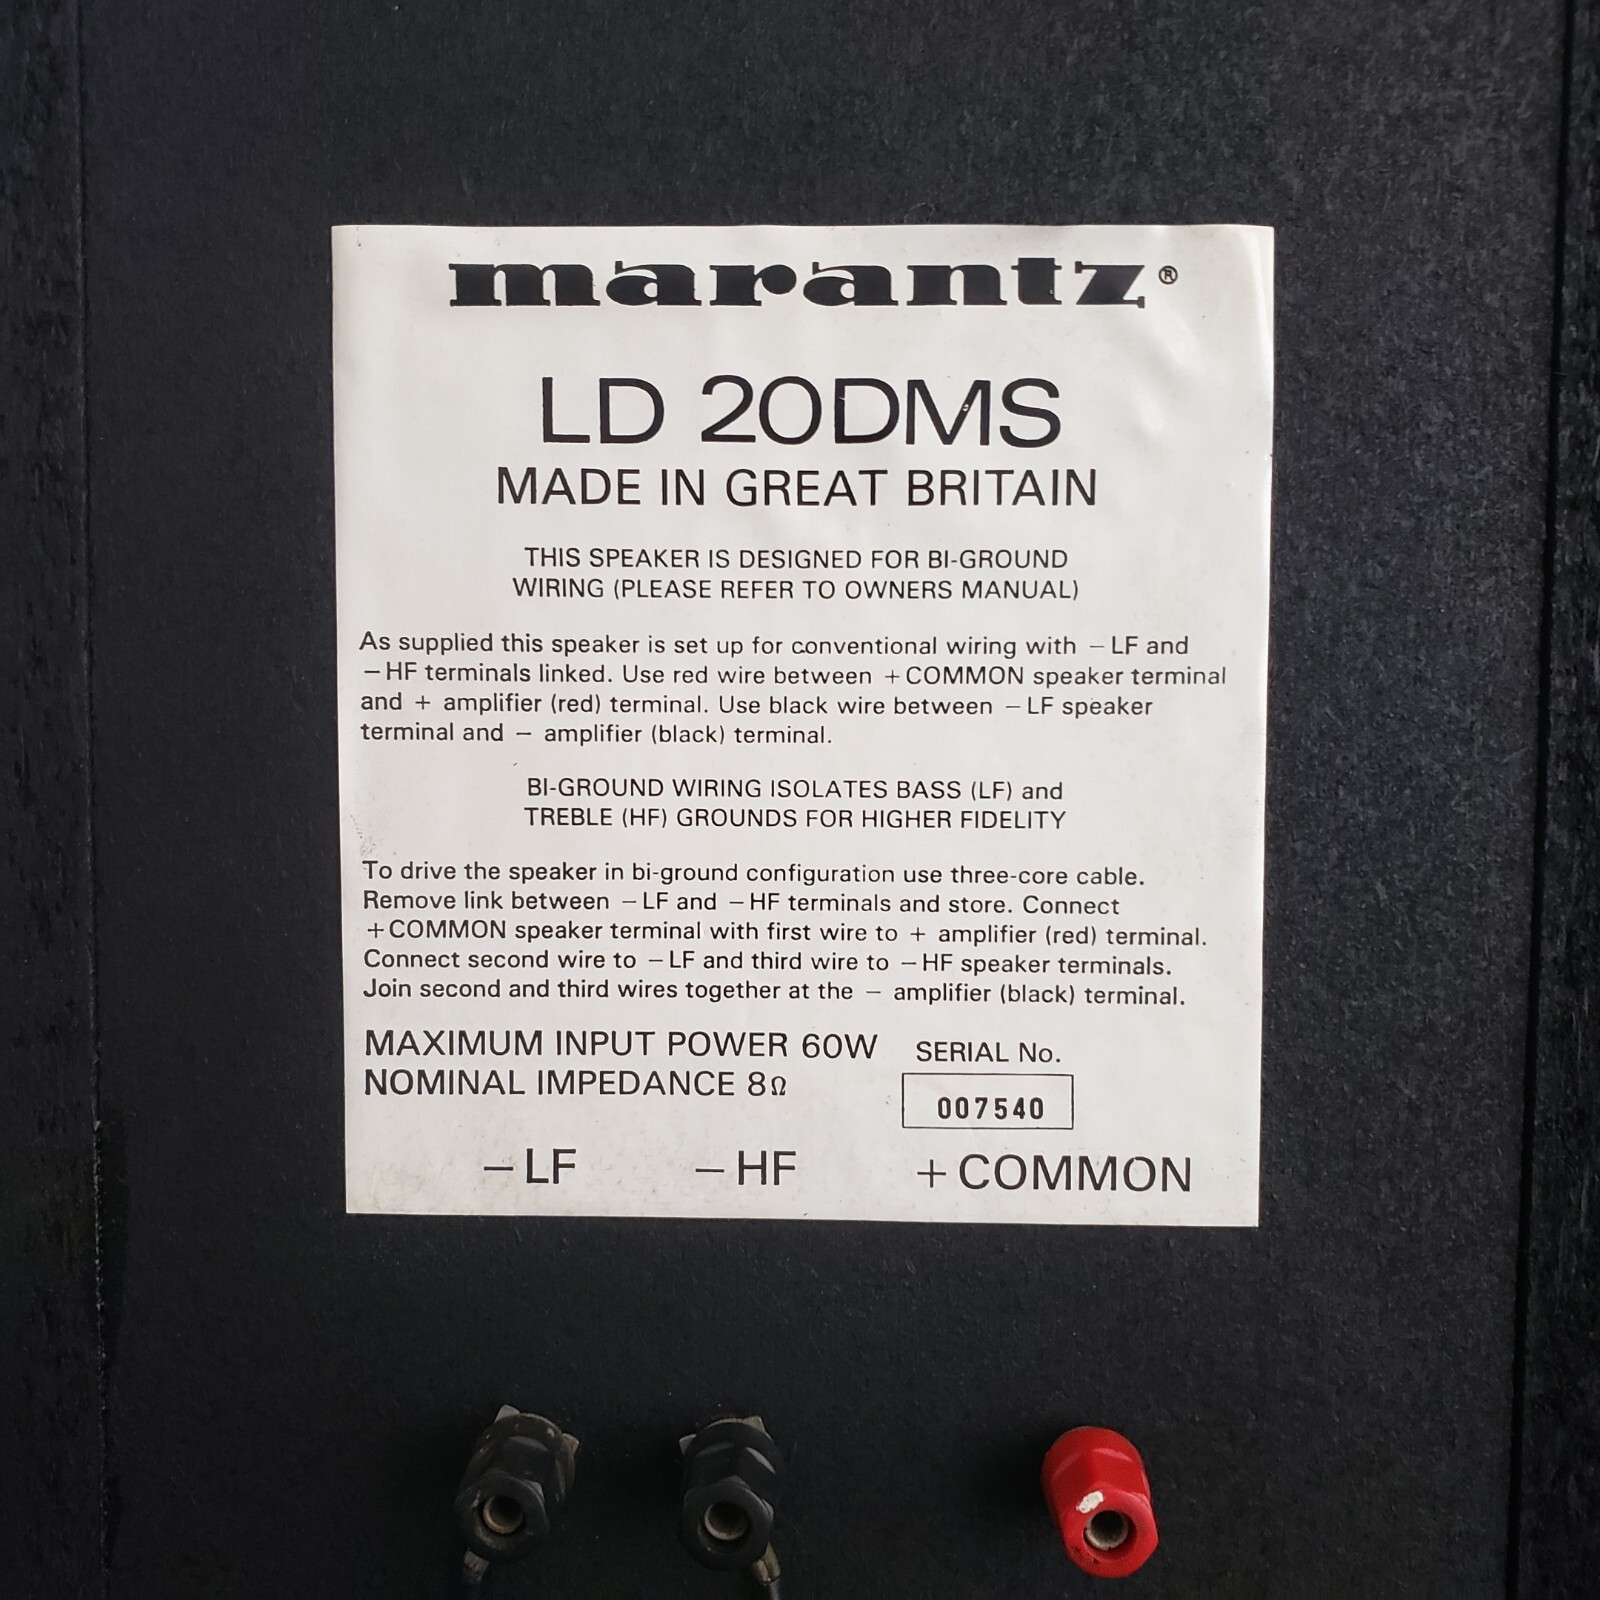 marantz®
LD 20DMS
MADE IN GREAT BRITAIN
THIS SPEAKER IS DESIGNED FOR BI-GROUND
WIRING (PLEASE REFER TO OWNERS MANUAL)
As supplied this speaker is set up for conventional wiring with −LF and
−HF terminals linked. Use red wire between +COMMON speaker terminal
and + amplifier (red) terminal. Use black wire between −LF speaker
terminal and − amplifier (black) terminal.
BI-GROUND WIRING ISOLATES BASS (LF) and
TREBLE (HF) GROUNDS FOR HIGHER FIDELITY
To drive the speaker in bi-ground configuration use three-core cable.
Remove link between −LF and −HF terminals and store. Connect
+COMMON speaker terminal with first wire to + amplifier (red) terminal.
Connect second wire to −LF and third wire to −HF speaker terminals.
Join second and third wires together at the − amplifier (black) terminal.
MAXIMUM INPUT POWER 60W
NOMINAL IMPEDANCE 8Ω
SERIAL No.
007540
−LF −HF +COMMON